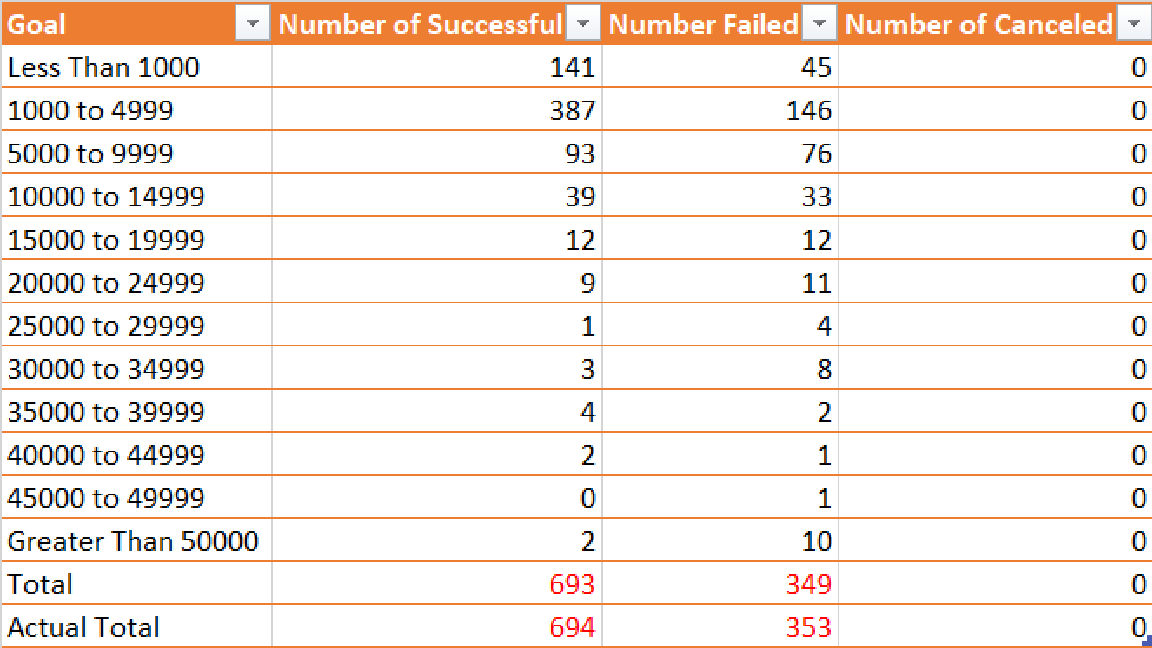 Goal Number of Successful Number Failed Number of Canceled
Less Than 1000 141 45 0
1000 to 4999 387 146 0
5000 to 9999 93 76 0
10000 to 14999 39 33 0
15000 to 19999 12 12 0
20000 to 24999 9 11 0
25000 to 29999 1 4 0
30000 to 34999 3 8 0
35000 to 39999 4 2 0
40000 to 44999 2 1 0
45000 to 49999 0 1 0
Greater Than 50000 2 10 0
Total 693 349 0
Actual Total 694 353 0